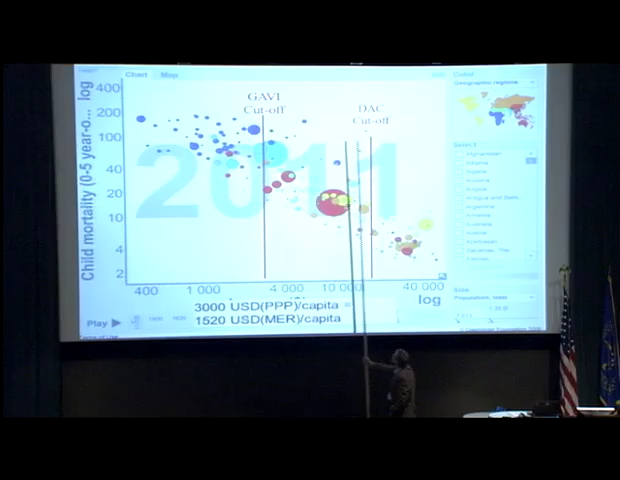 Chart Map
GAVI
Cut-off
DAC
Cut-off
2011
Child mortality (0-5 year-o... log
400
200
100
40
20
10
4
2
400
1 000
4 000
10 000
40 000
log
3000 USD(PPP)/capita =
1520 USD(MER)/capita
Play
Color
Geographic regions
Select
Afghanistan
Albania
Algeria
Angola
Argentina
Armenia
Australia
Austria
Azerbaijan
Size
Population, total